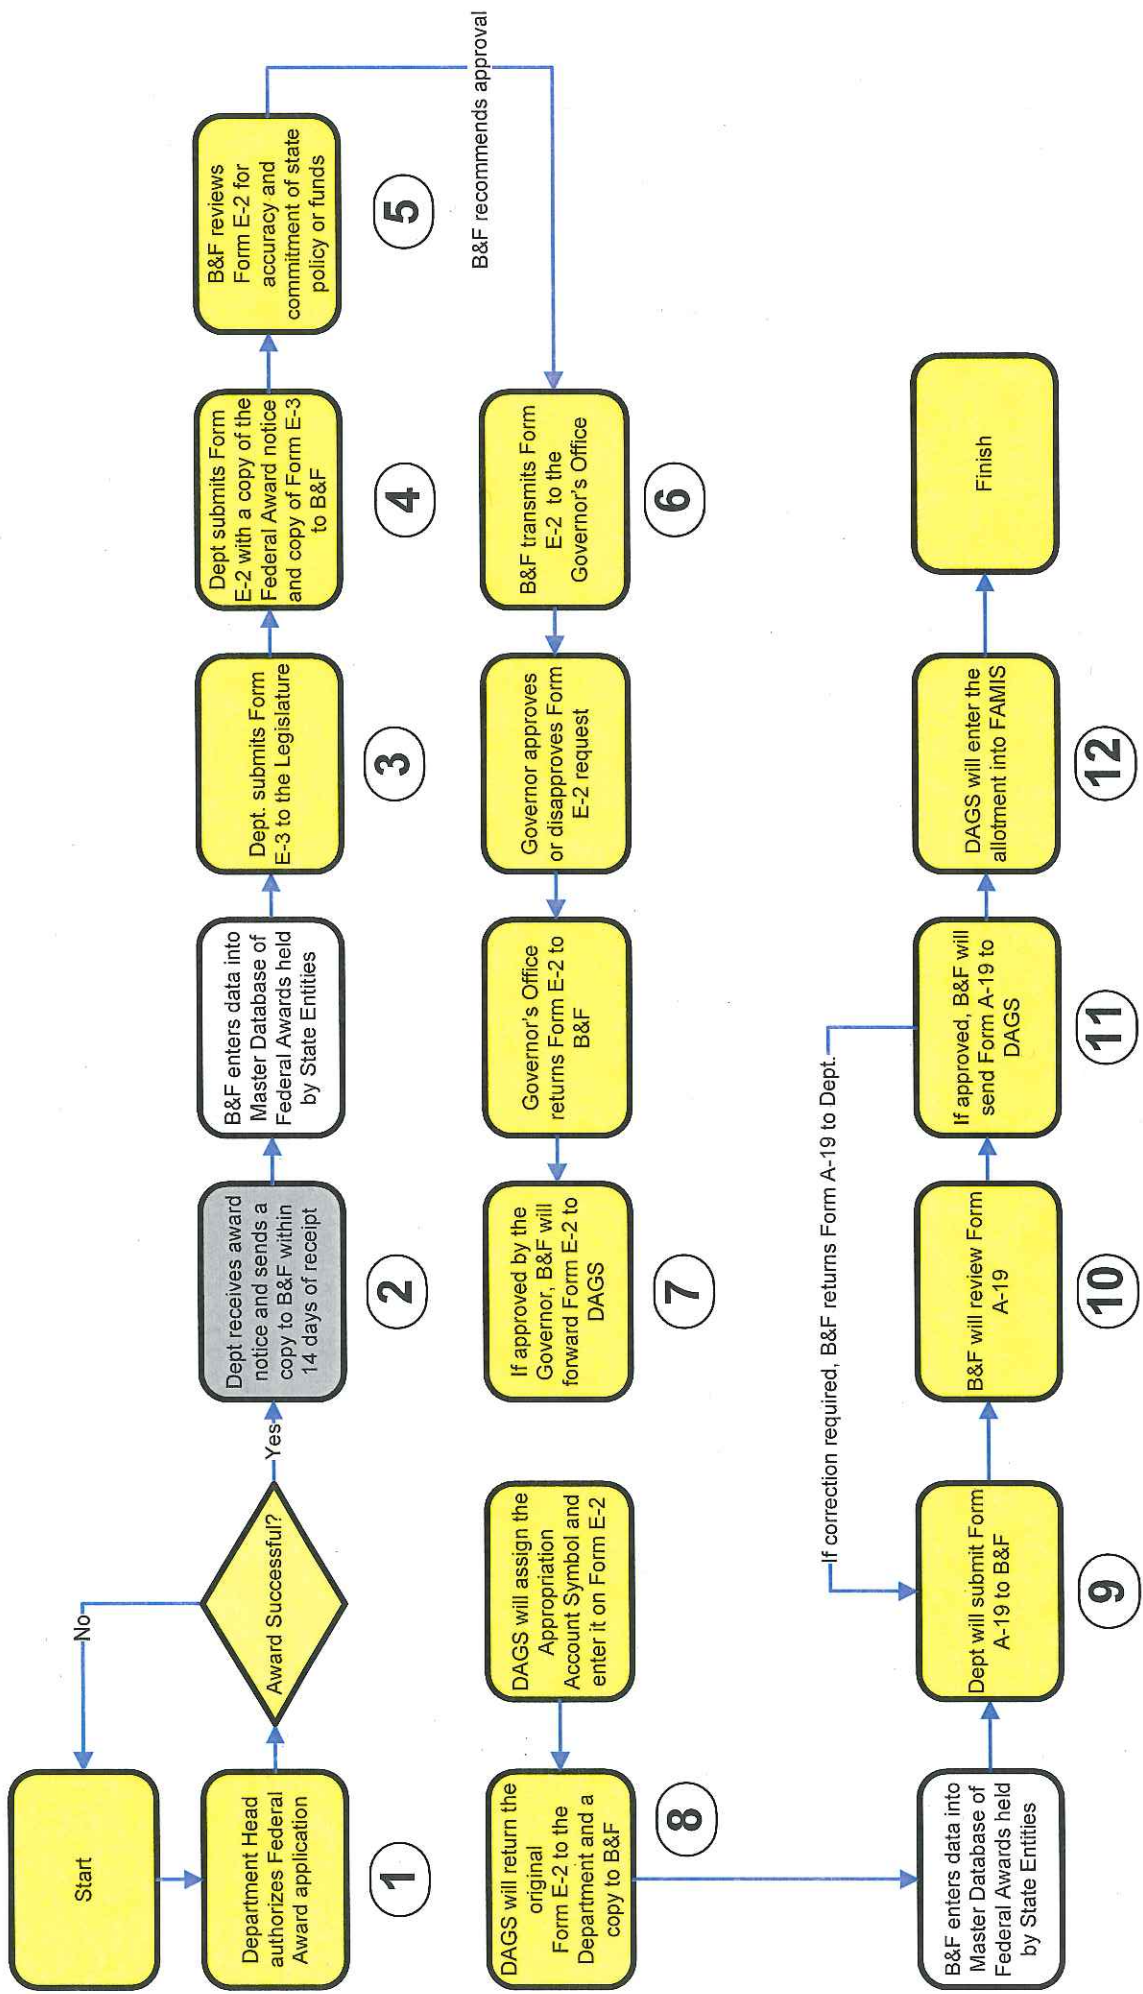 Start
Department Head
authorizes Federal
Award application
1
Award Successful?
No
Yes
Dept receives award
notice and sends a
copy to B&F within
14 days of receipt
2
B&F enters data into
Master Database of
Federal Awards held
by State Entities
Dept. submits Form
E-3 to the Legislature
3
Dept submits Form
E-2 with a copy of the
Federal Award notice
and copy of Form E-3
to B&F
4
B&F reviews
Form E-2 for
accuracy and
commitment of state
policy or funds
5
B&F recommends approval
B&F transmits Form
E-2 to the
Governor's Office
6
Governor approves
or disapproves Form
E-2 request
Governor's Office
returns Form E-2 to
B&F
If approved by the
Governor, B&F will
forward Form E-2 to
DAGS
7
DAGS will assign the
Appropriation
Account Symbol and
enter it on Form E-2
DAGS will return the
original
Form E-2 to the
Department and a
copy to B&F
8
B&F enters data into
Master Database of
Federal Awards held
by State Entities
Dept will submit Form
A-19 to B&F
9
B&F will review Form
A-19
10
If approved, B&F will
send Form A-19 to
DAGS
11
If correction required, B&F returns Form A-19 to Dept.
DAGS will enter the
allotment into FAMIS
12
Finish